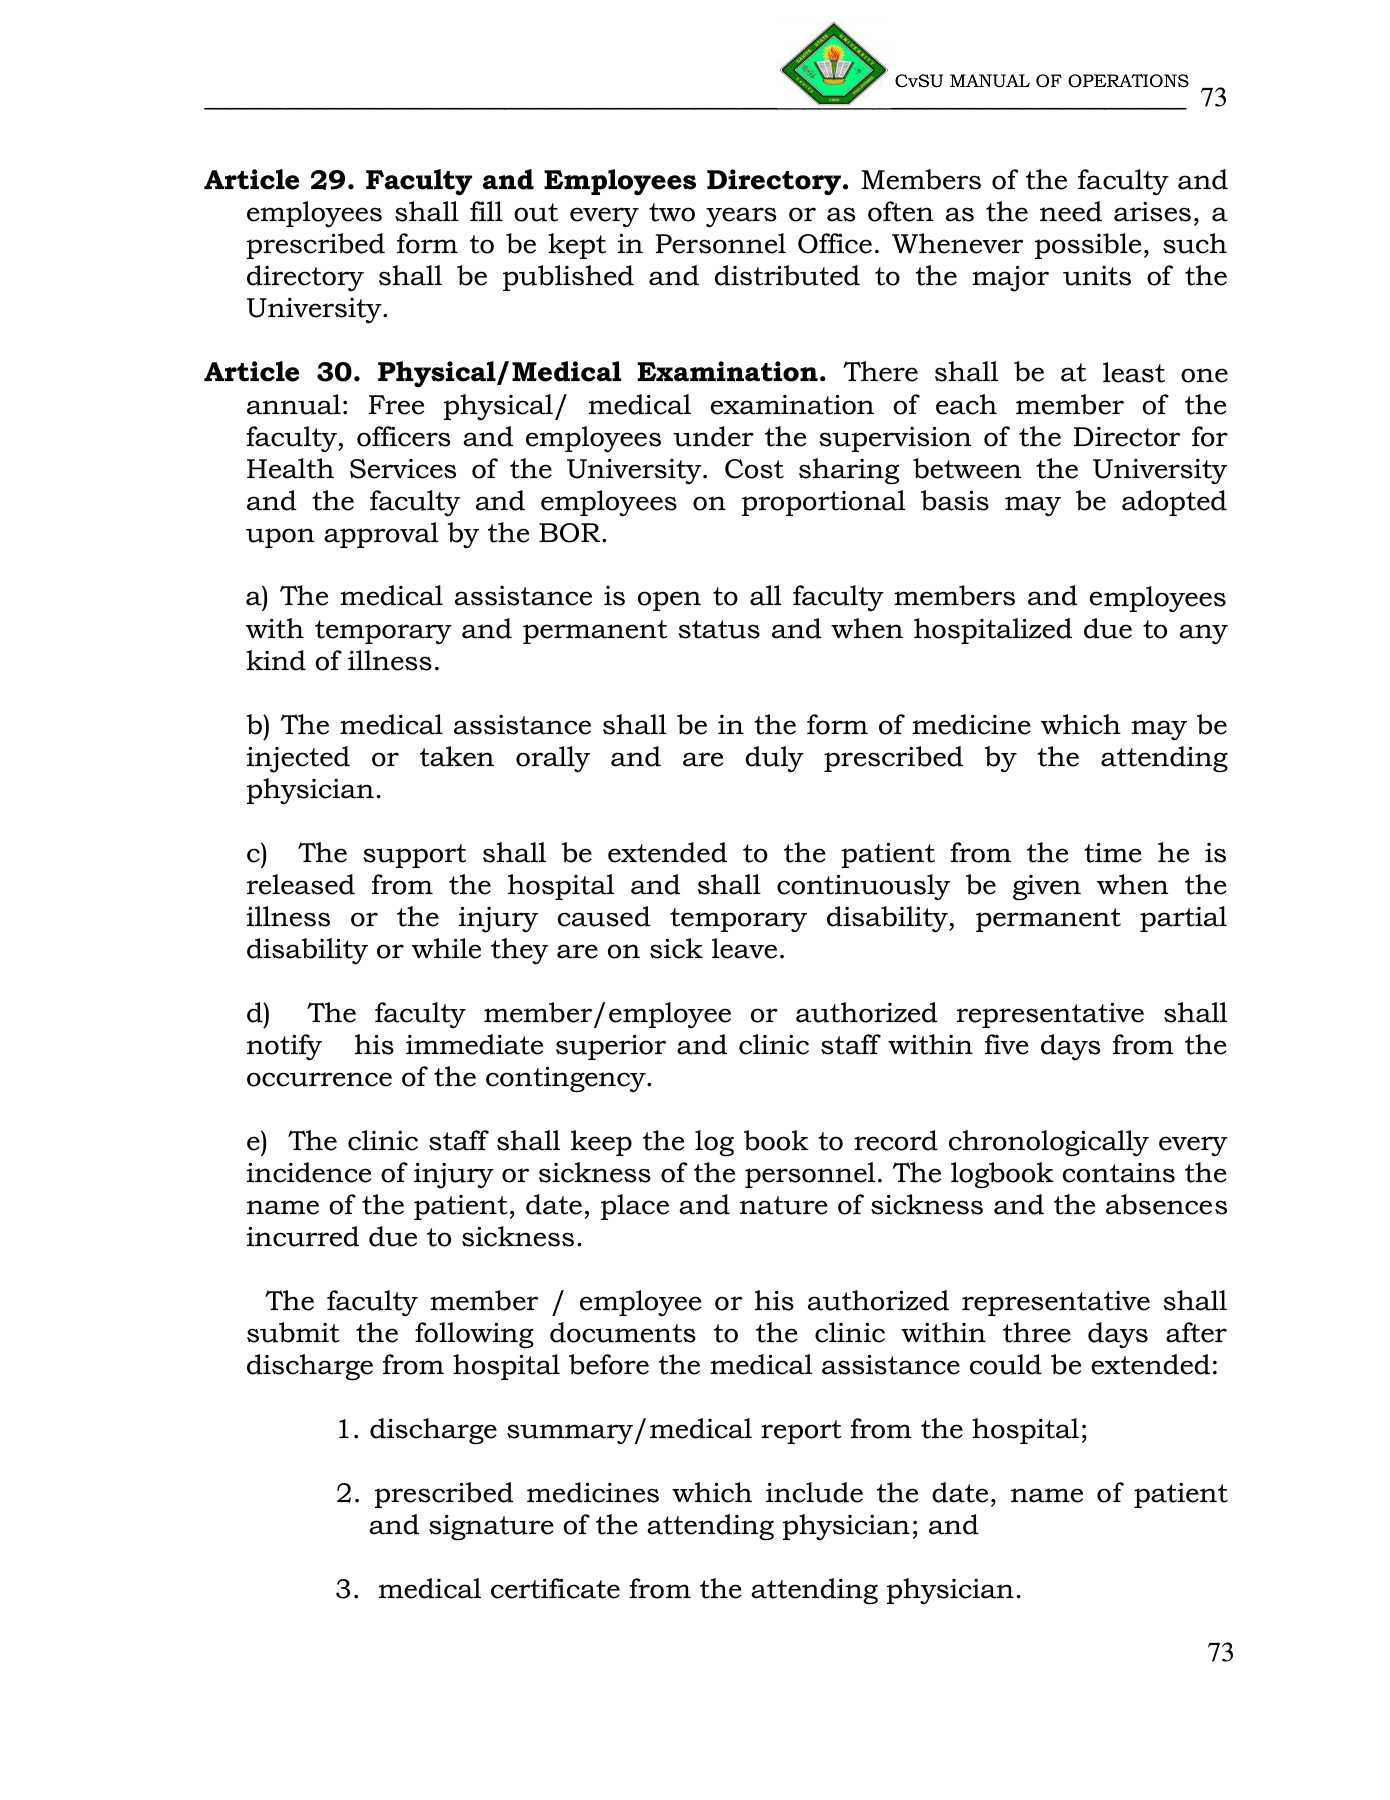 CvSU MANUAL OF OPERATIONS 73
Article 29. Faculty and Employees Directory. Members of the faculty and
employees shall fill out every two years or as often as the need arises, a
prescribed form to be kept in Personnel Office. Whenever possible, such
directory shall be published and distributed to the major units of the
University.
Article 30. Physical/Medical Examination. There shall be at least one
annual: Free physical/ medical examination of each member of the
faculty, officers and employees under the supervision of the Director for
Health Services of the University. Cost sharing between the University
and the faculty and employees on proportional basis may be adopted
upon approval by the BOR.
a) The medical assistance is open to all faculty members and employees
with temporary and permanent status and when hospitalized due to any
kind of illness.
b) The medical assistance shall be in the form of medicine which may be
injected or taken orally and are duly prescribed by the attending
physician.
c) The support shall be extended to the patient from the time he is
released from the hospital and shall continuously be given when the
illness or the injury caused temporary disability, permanent partial
disability or while they are on sick leave.
d) The faculty member/employee or authorized representative shall
notify his immediate superior and clinic staff within five days from the
occurrence of the contingency.
e) The clinic staff shall keep the log book to record chronologically every
incidence of injury or sickness of the personnel. The logbook contains the
name of the patient, date, place and nature of sickness and the absences
incurred due to sickness.
The faculty member / employee or his authorized representative shall
submit the following documents to the clinic within three days after
discharge from hospital before the medical assistance could be extended:
1. discharge summary/medical report from the hospital;
2. prescribed medicines which include the date, name of patient
and signature of the attending physician; and
3. medical certificate from the attending physician.
73